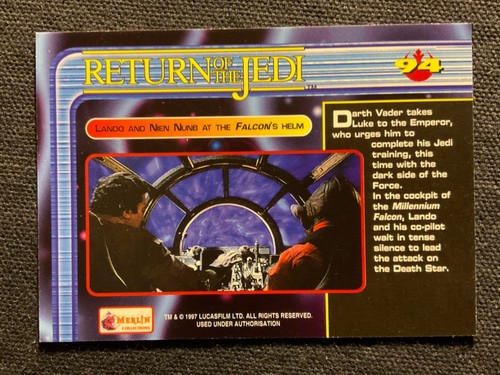 RETURN OF THE JEDI
TM
94
LANDO AND NIEN NUNB AT THE FALCON'S HELM
Darth Vader takes
Luke to the Emperor,
who urges him to
complete his Jedi
training, this
time with the
dark side of the
Force.
In the cockpit of
the Millennium
Falcon, Lando
and his co-pilot
wait in tense
silence to lead
the attack on
the Death Star.
MERLIN
COLLECTIONS
TM & © 1997 LUCASFILM LTD. ALL RIGHTS RESERVED.
USED UNDER AUTHORISATION